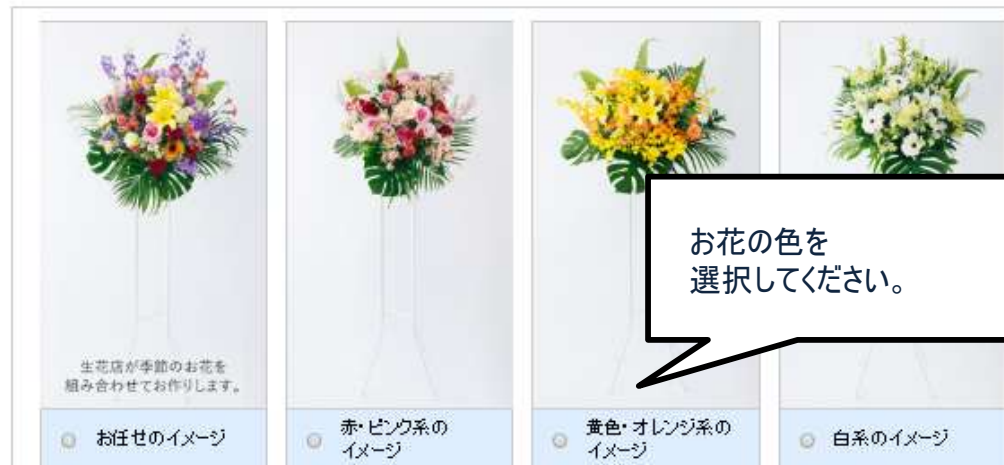 お花の色を
選択してください。
生花店が季節のお花を
組み合わせてお作りします。
お任せのイメージ
赤・ピンク系の
イメージ
黄色・オレンジ系の
イメージ
白系のイメージ